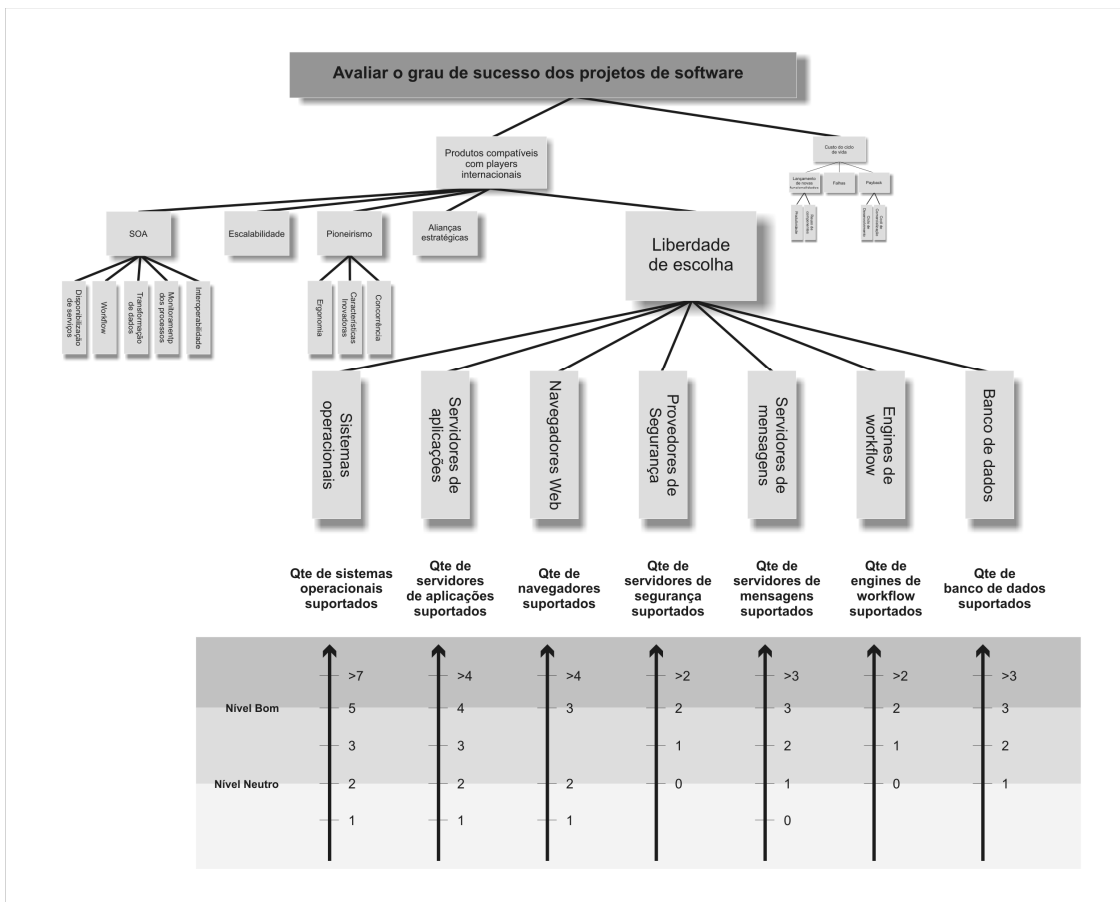 Avaliar o grau de sucesso dos projetos de software
Produtos compatíveis
com players
internacionais
Custo do ciclo
de vida
Lançamento
de novas
Falhas
Payback
SOA
Escalabilidade
Pioneirismo
Alianças
estratégicas
Liberdade
de escolha
Disponibilização
de serviços
Workflow
Transformação
de dados
Monitoramentp
dos processos
Interoperabilidade
Ergonomia
Características
Inovadoras
Concorrência
Sistemas
operacionais
Servidores de
aplicações
Navegadores Web
Provedores de
Segurança
Servidores de
mensagens
Engines de
workflow
Banco de dados
Qte de sistemas
operacionais
suportados
Qte de
servidores
de aplicações
suportados
Qte de
navegadores
suportados
Qte de
servidores de
segurança
suportados
Qte de
servidores de
mensagens
suportados
Qte de
engines de
workflow
suportados
Qte de
banco de dados
suportados
>7 >4 >4 >2 >3 >2 >3
Nível Bom 5 4 3 2 3 2 3
3 3 1 2 1 2
Nível Neutro 2 2 2 0 1 0 1
1 1 1 0